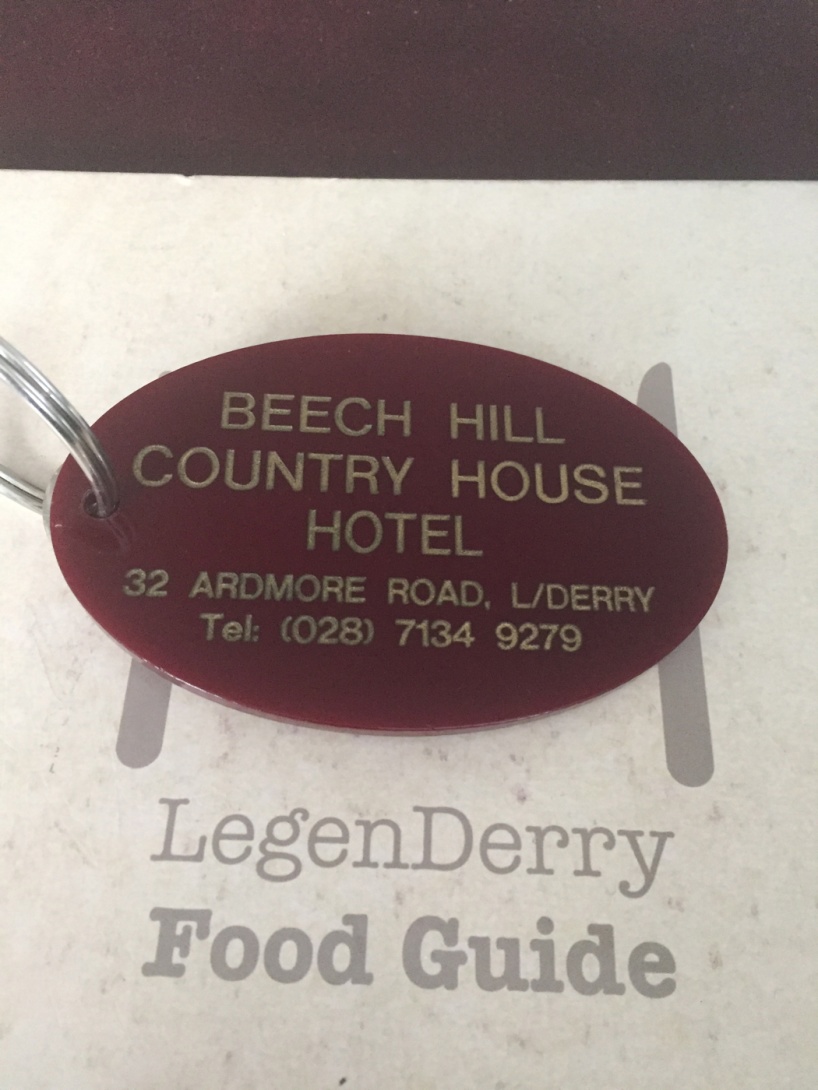 BEECH HILL
COUNTRY HOUSE
HOTEL
32 ARDMORE ROAD, L/DERRY
Tel: (028) 7134 9279
LegenDerry
Food Guide